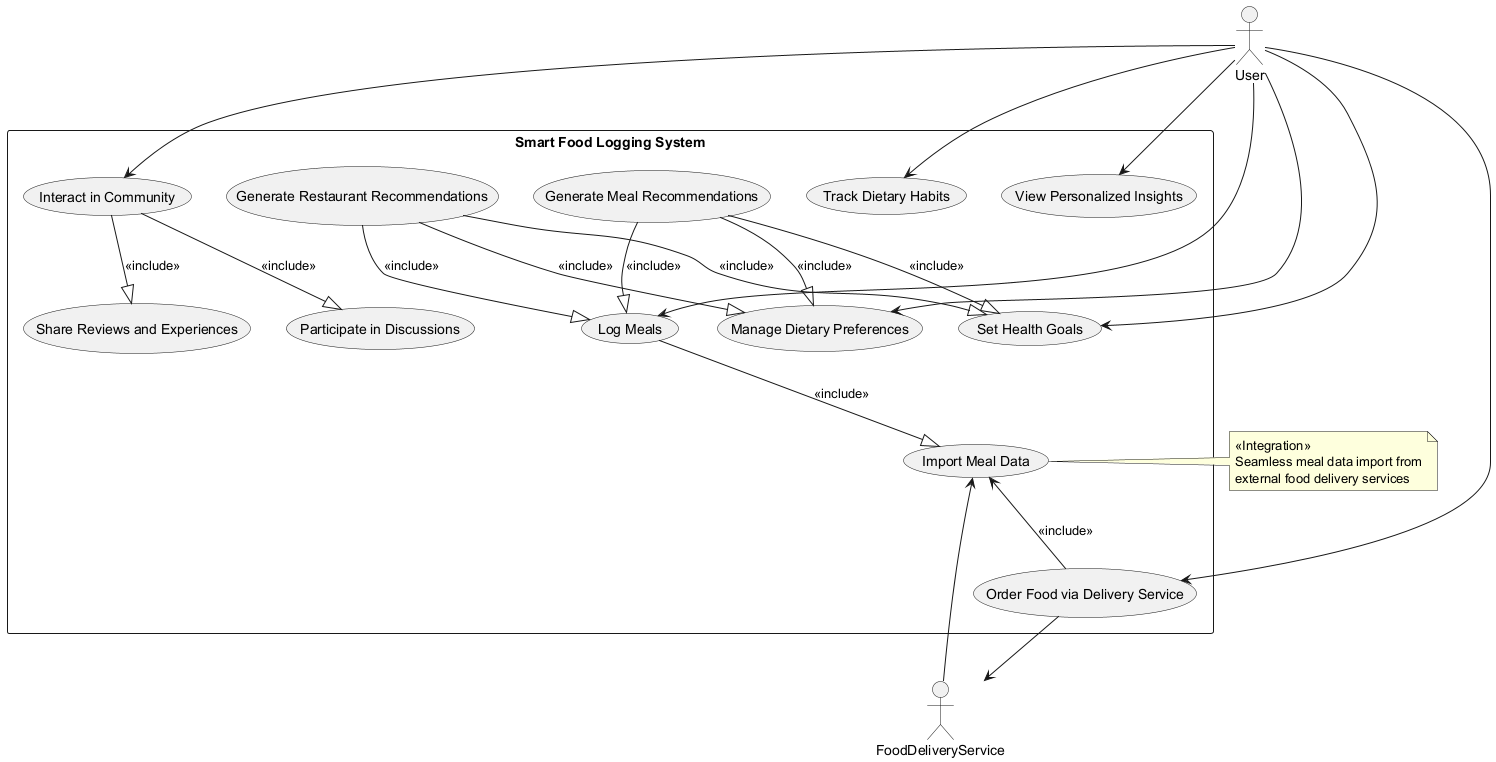 User
Smart Food Logging System
Interact in Community
Generate Restaurant Recommendations
Generate Meal Recommendations
Track Dietary Habits
View Personalized Insights
«include»
«include»
«include»
«include»
«include»
«include»
«include»
«include»
Share Reviews and Experiences
Participate in Discussions
Log Meals
Manage Dietary Preferences
Set Health Goals
«include»
«Integration»
Seamless meal data import from
external food delivery services
Import Meal Data
«include»
Order Food via Delivery Service
FoodDeliveryService